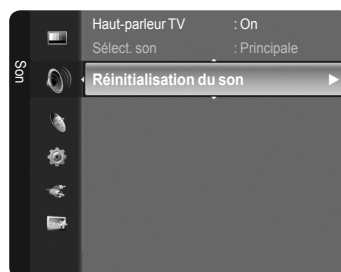 Son
Haut-parleur TV : On
Sélect. son : Principale
Réinitialisation du son